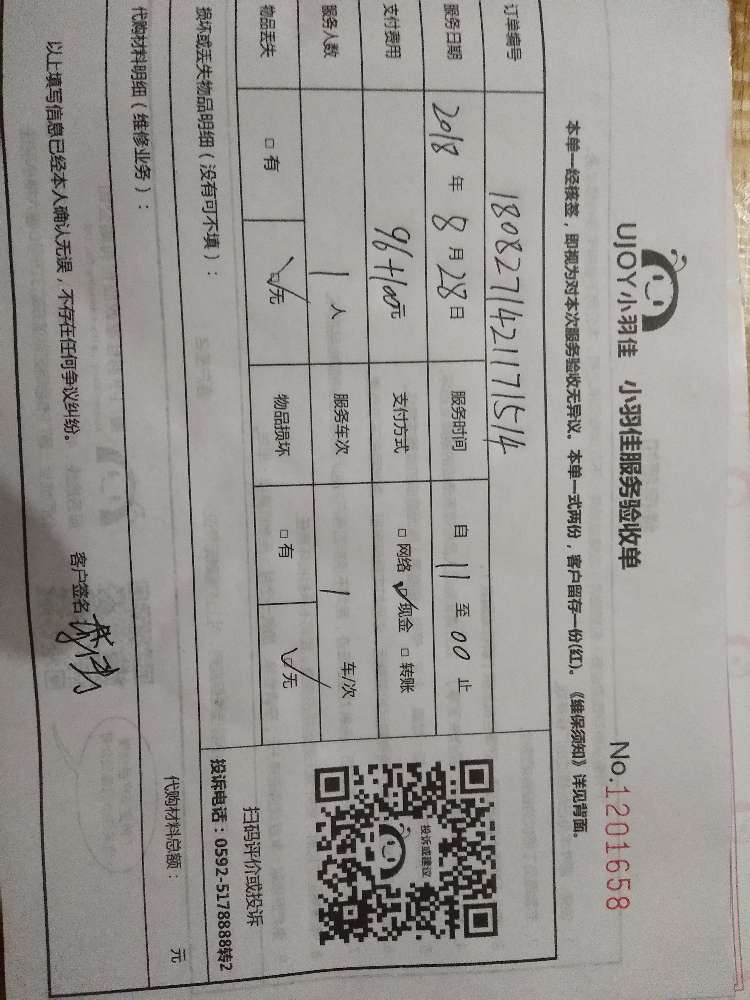 UJOY小羽佳 小羽佳服务验收单 No.1201658
本单一经核签，即视为对本次服务验收无异议。本单一式两份，客户留存一份(红)。《维保须知》详见背面。
订单编号 1808271421171514
服务日期 2018 年 8 月 28 日 服务时间 自 11 至 00 止
支付费用 96+100元 支付方式 □ 网络 ☑ 现金 □ 转账
服务人数 1 人 服务车次 1 车/次
物品丢失 □ 有 ☑ 无 物品损坏 □ 有 ☑ 无
投诉或建议
扫码评价或投诉
损坏或丢失物品明细（没有可不填）：
投诉电话：0592-5178888转2
代购材料明细（维修业务）： 代购材料总额： 元
以上填写信息已经本人确认无误，不存在任何争议纠纷。 客户签名